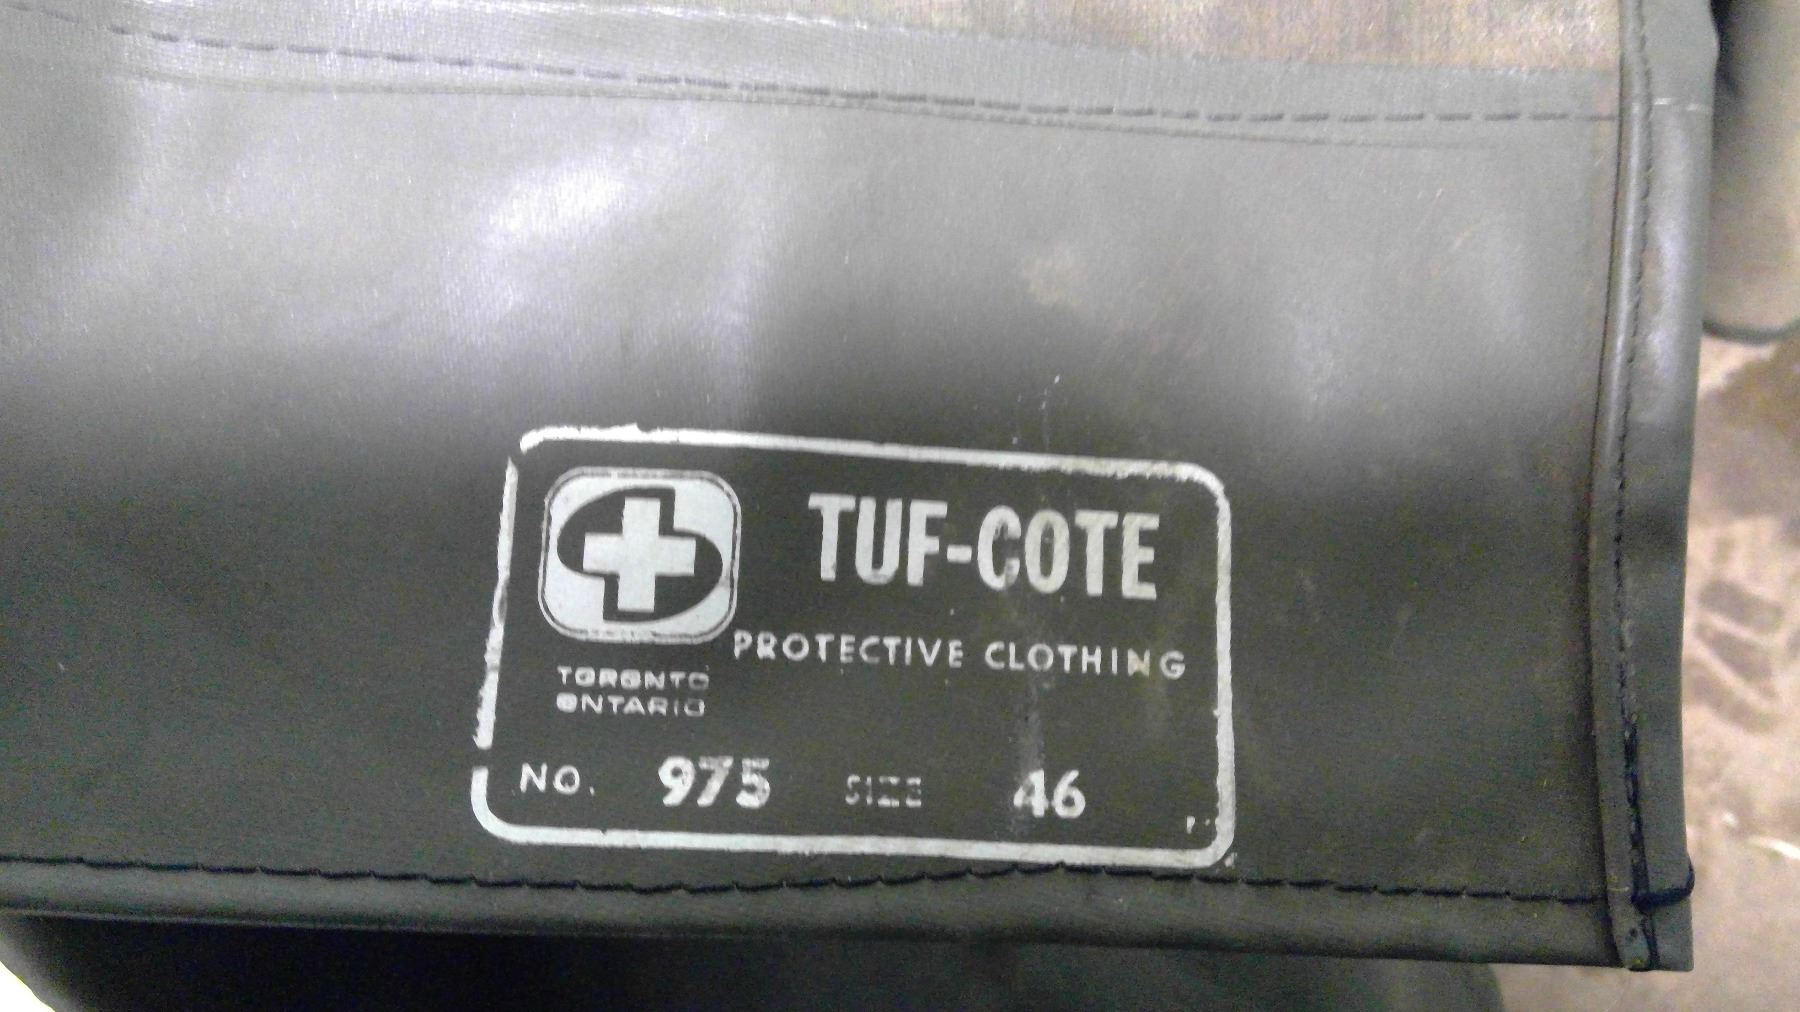 TUF-COTE
PROTECTIVE CLOTHING
TORONTO
ONTARIO
NO. 975 SIZE 46